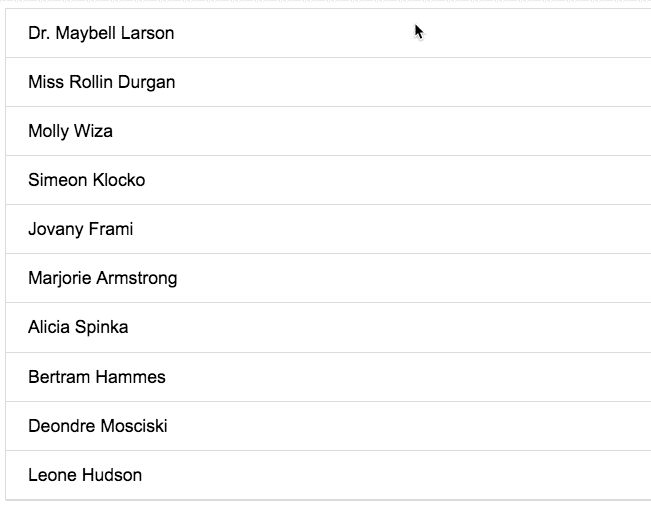 Dr. Maybell Larson
Miss Rollin Durgan
Molly Wiza
Simeon Klocko
Jovany Frami
Marjorie Armstrong
Alicia Spinka
Bertram Hammes
Deondre Mosciski
Leone Hudson